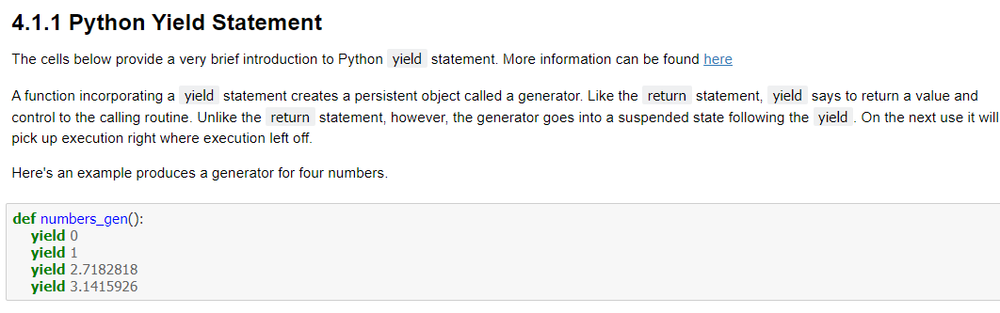 4.1.1 Python Yield Statement
The cells below provide a very brief introduction to Python yield statement. More information can be found here
A function incorporating a yield statement creates a persistent object called a generator. Like the return statement, yield says to return a value and
control to the calling routine. Unlike the return statement, however, the generator goes into a suspended state following the yield . On the next use it will
pick up execution right where execution left off.
Here's an example produces a generator for four numbers.
def numbers_gen():
    yield 0
    yield 1
    yield 2.7182818
    yield 3.1415926